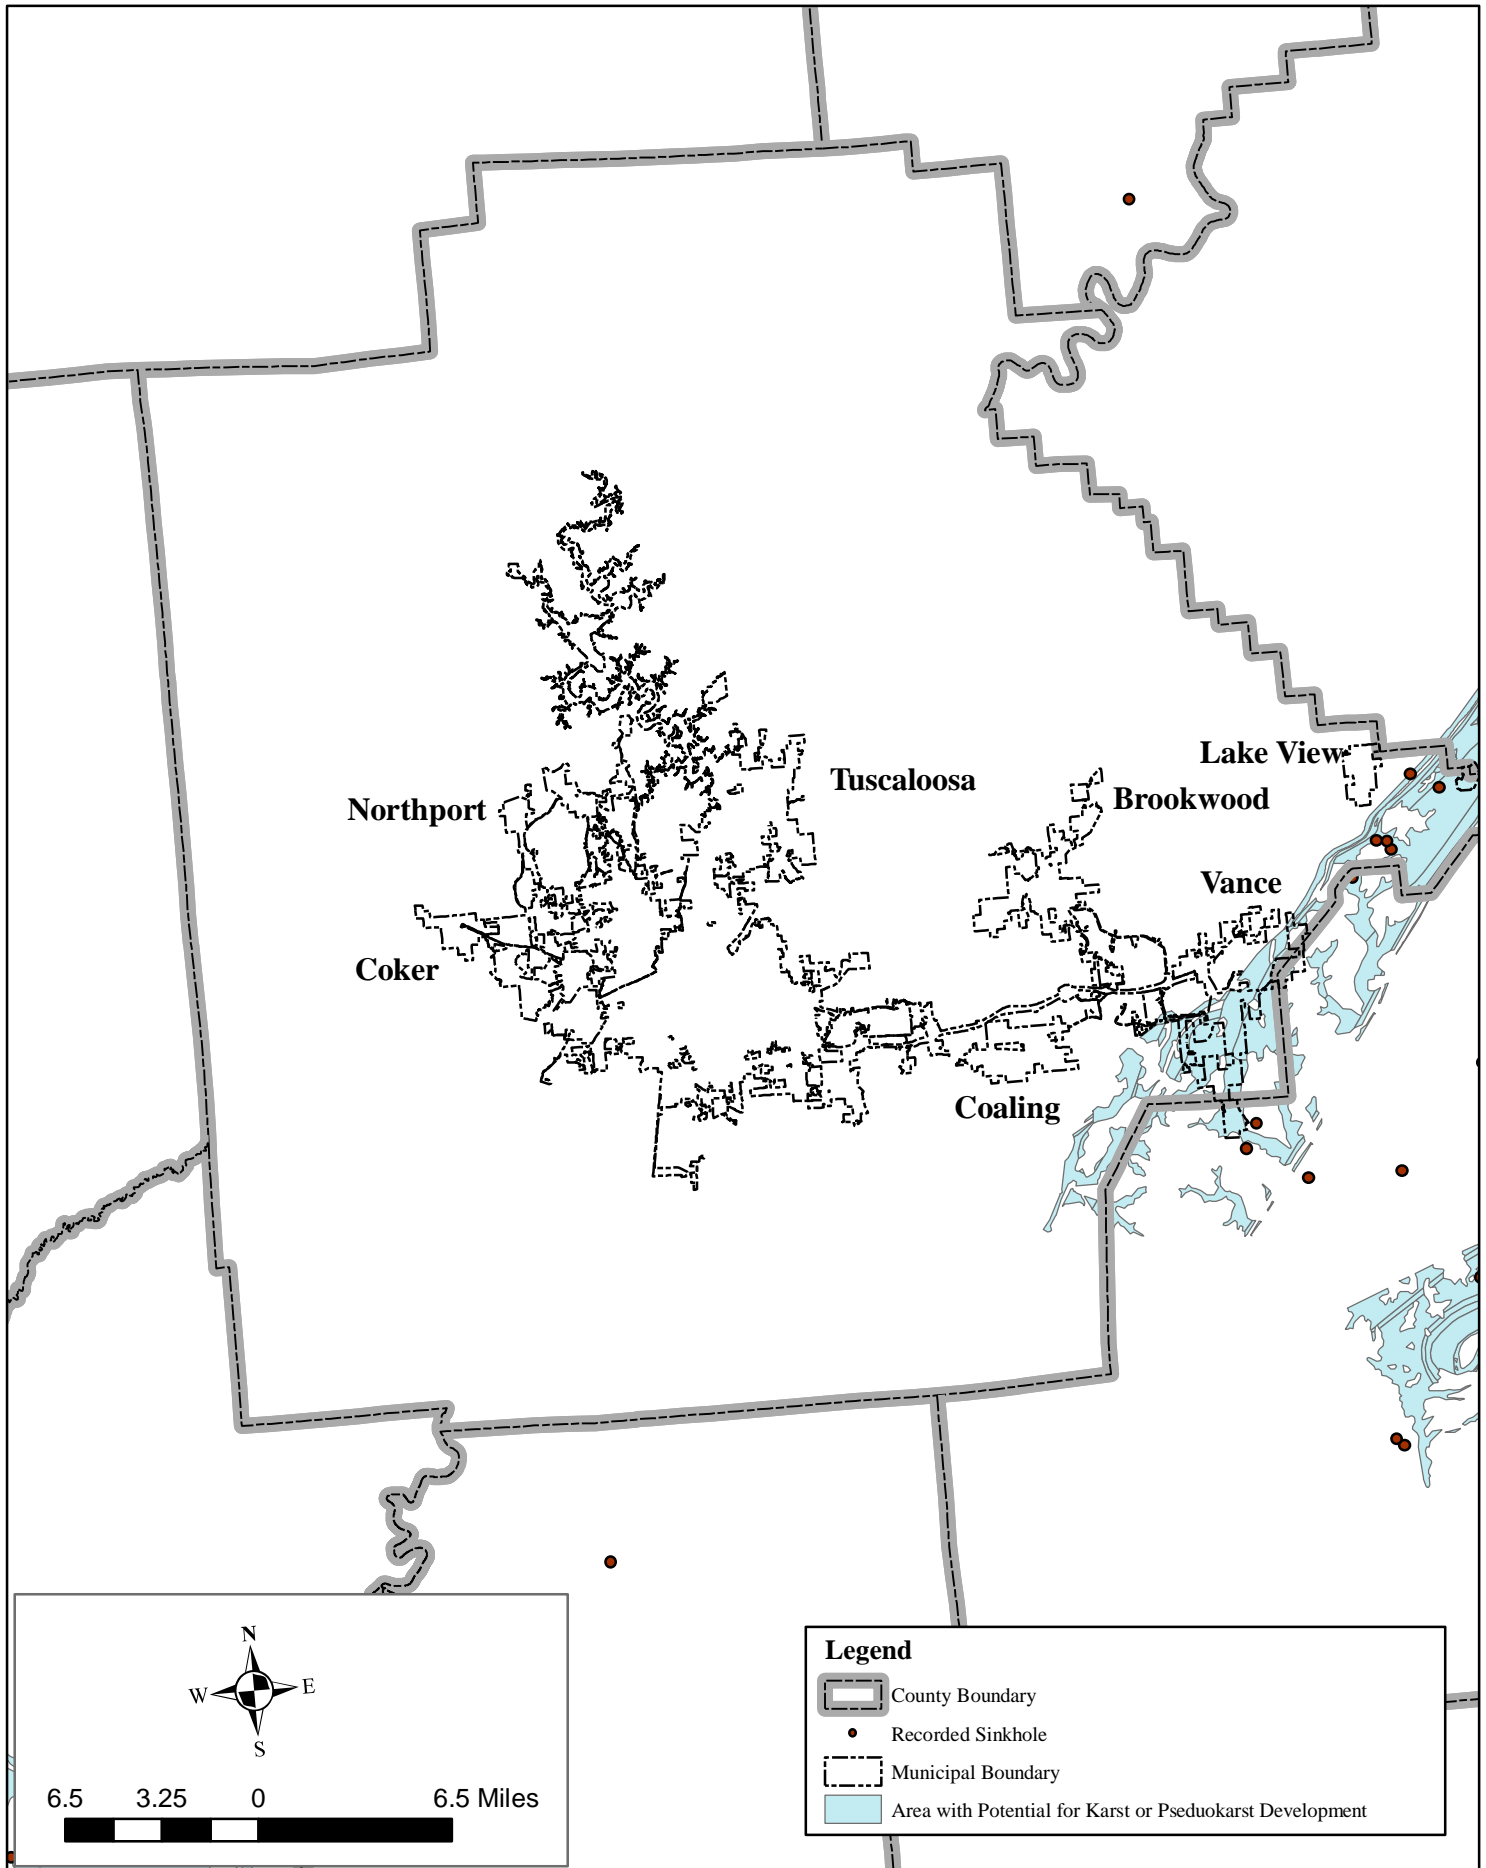 Lake View
Tuscaloosa
Brookwood
Northport
Vance
Coker
Coaling
N
W
E
S
6.5
3.25
0
6.5 Miles
Legend
County Boundary
Recorded Sinkhole
Municipal Boundary
Area with Potential for Karst or Pseduokarst Development